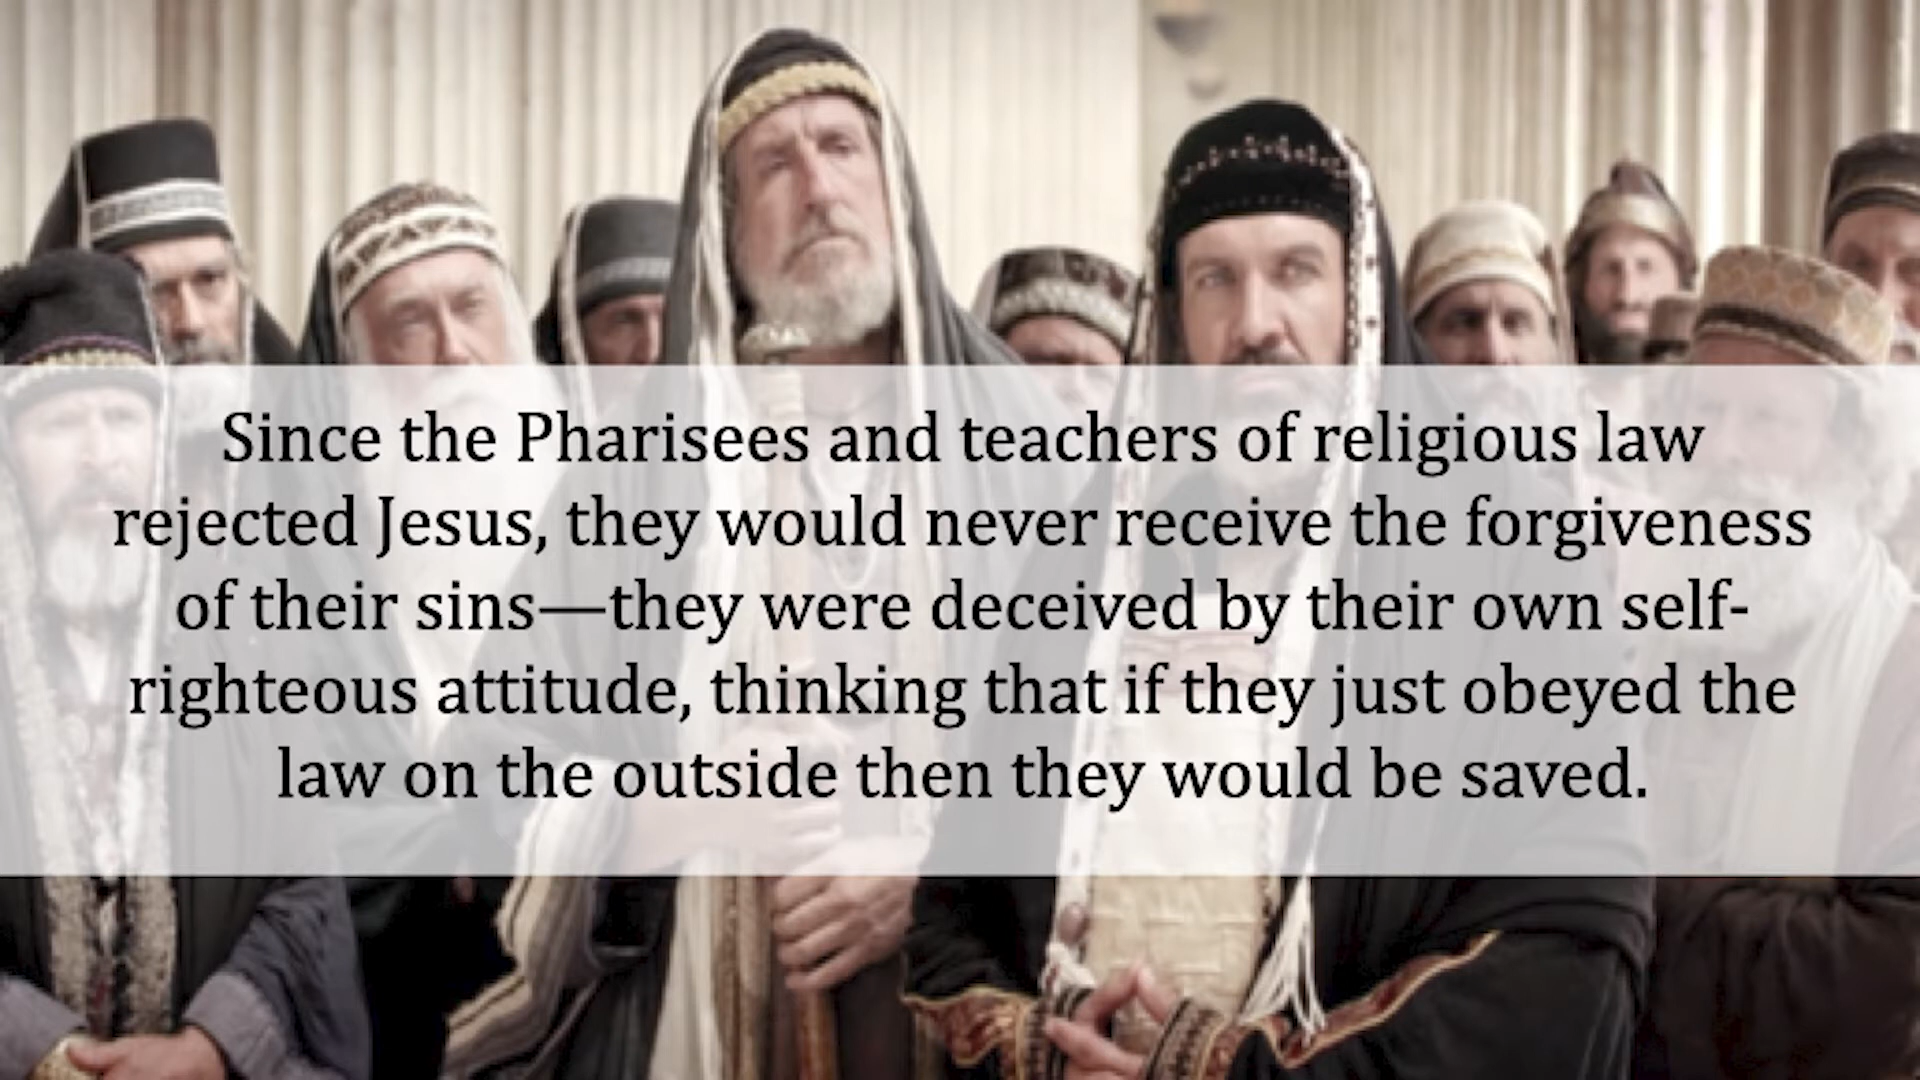 Since the Pharisees and teachers of religious law
rejected Jesus, they would never receive the forgiveness
of their sins—they were deceived by their own self-
righteous attitude, thinking that if they just obeyed the
law on the outside then they would be saved.